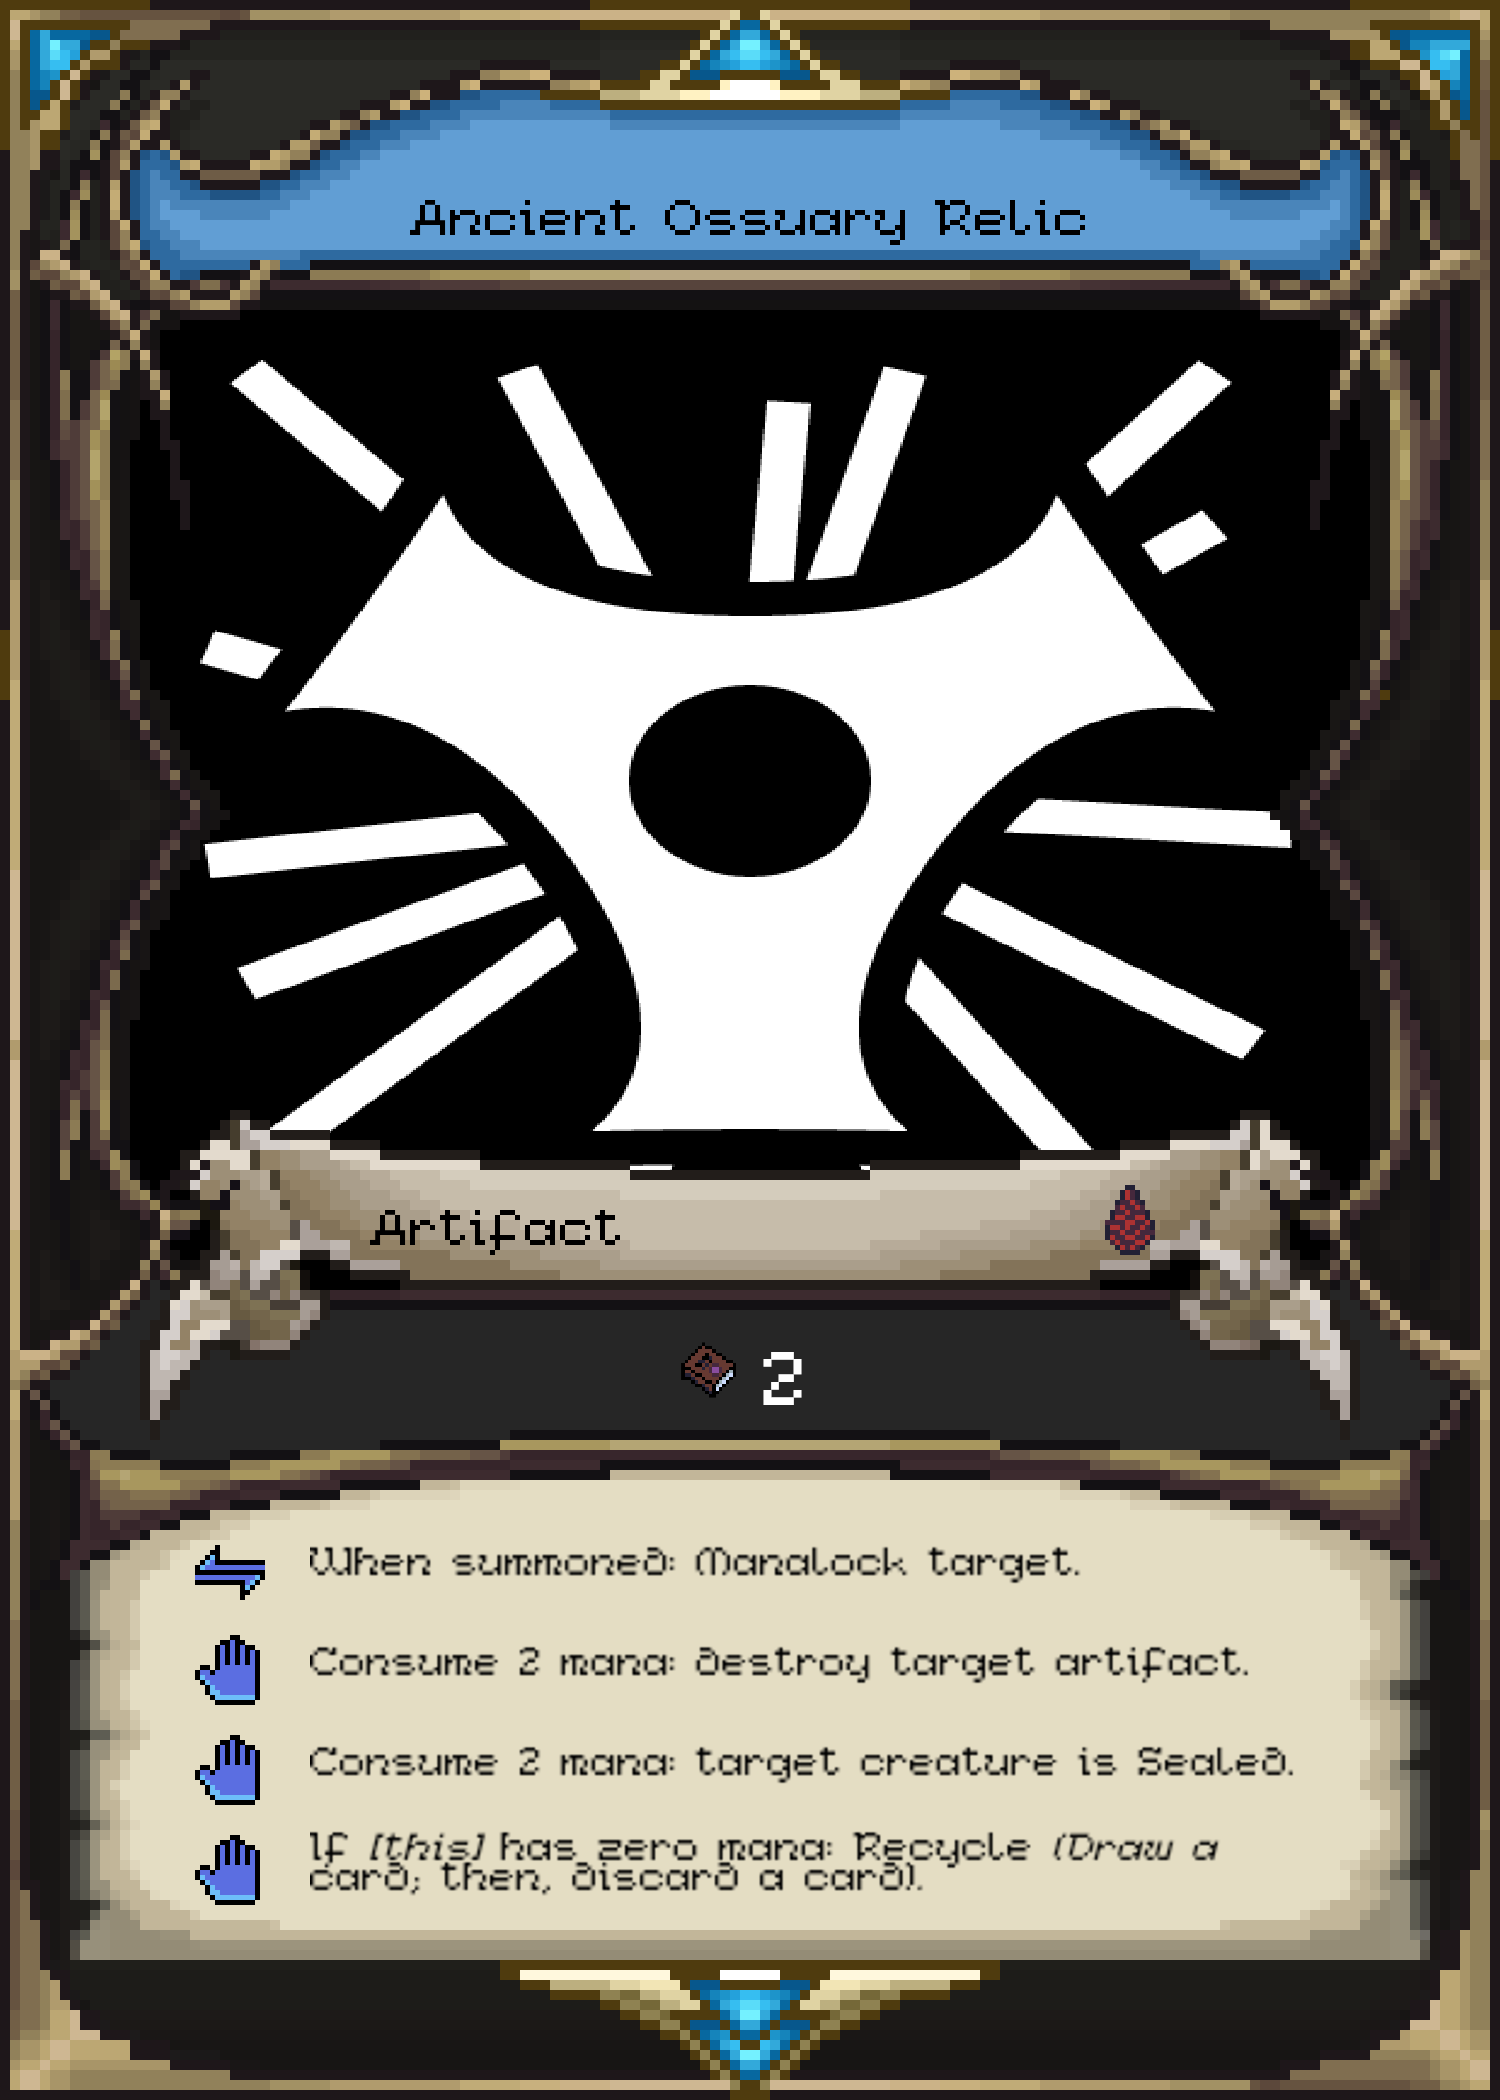 Ancient Ossuary Relic
Artifact
2
When summoned: Manalock target.
Consume 2 mana: destroy target artifact.
Consume 2 mana: target creature is Sealed.
If [this] has zero mana: Recycle (Draw a
card; then, discard a card).